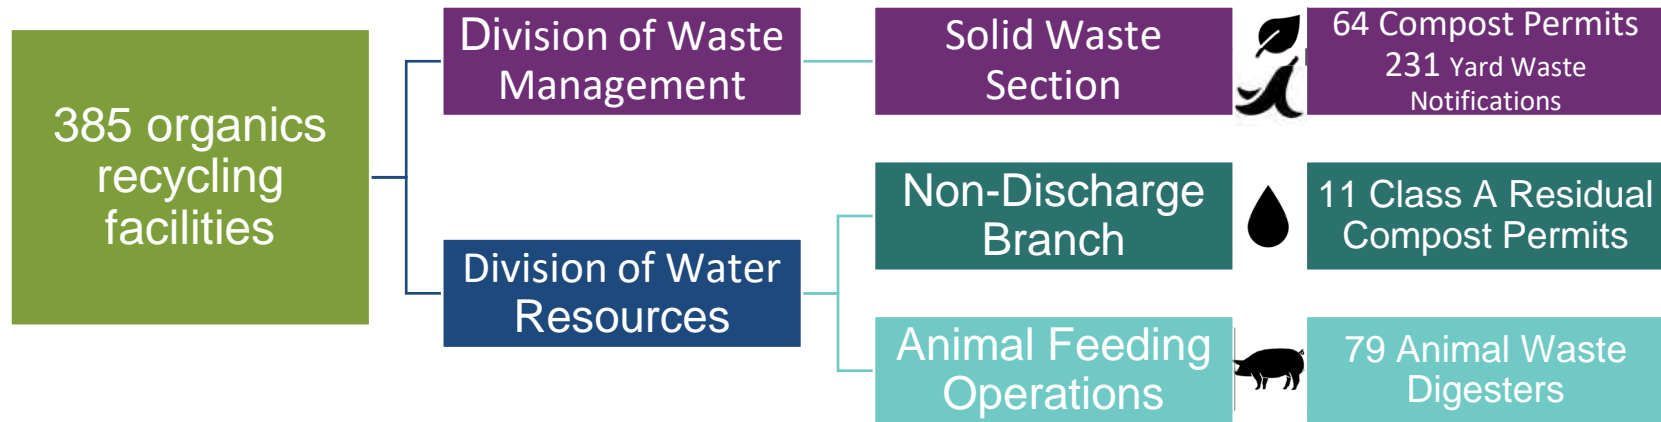 385 organics
recycling
facilities
Division of Waste
Management
Solid Waste
Section
64 Compost Permits
231 Yard Waste
Notifications
Division of Water
Resources
Non-Discharge
Branch
11 Class A Residual
Compost Permits
Animal Feeding
Operations
79 Animal Waste
Digesters